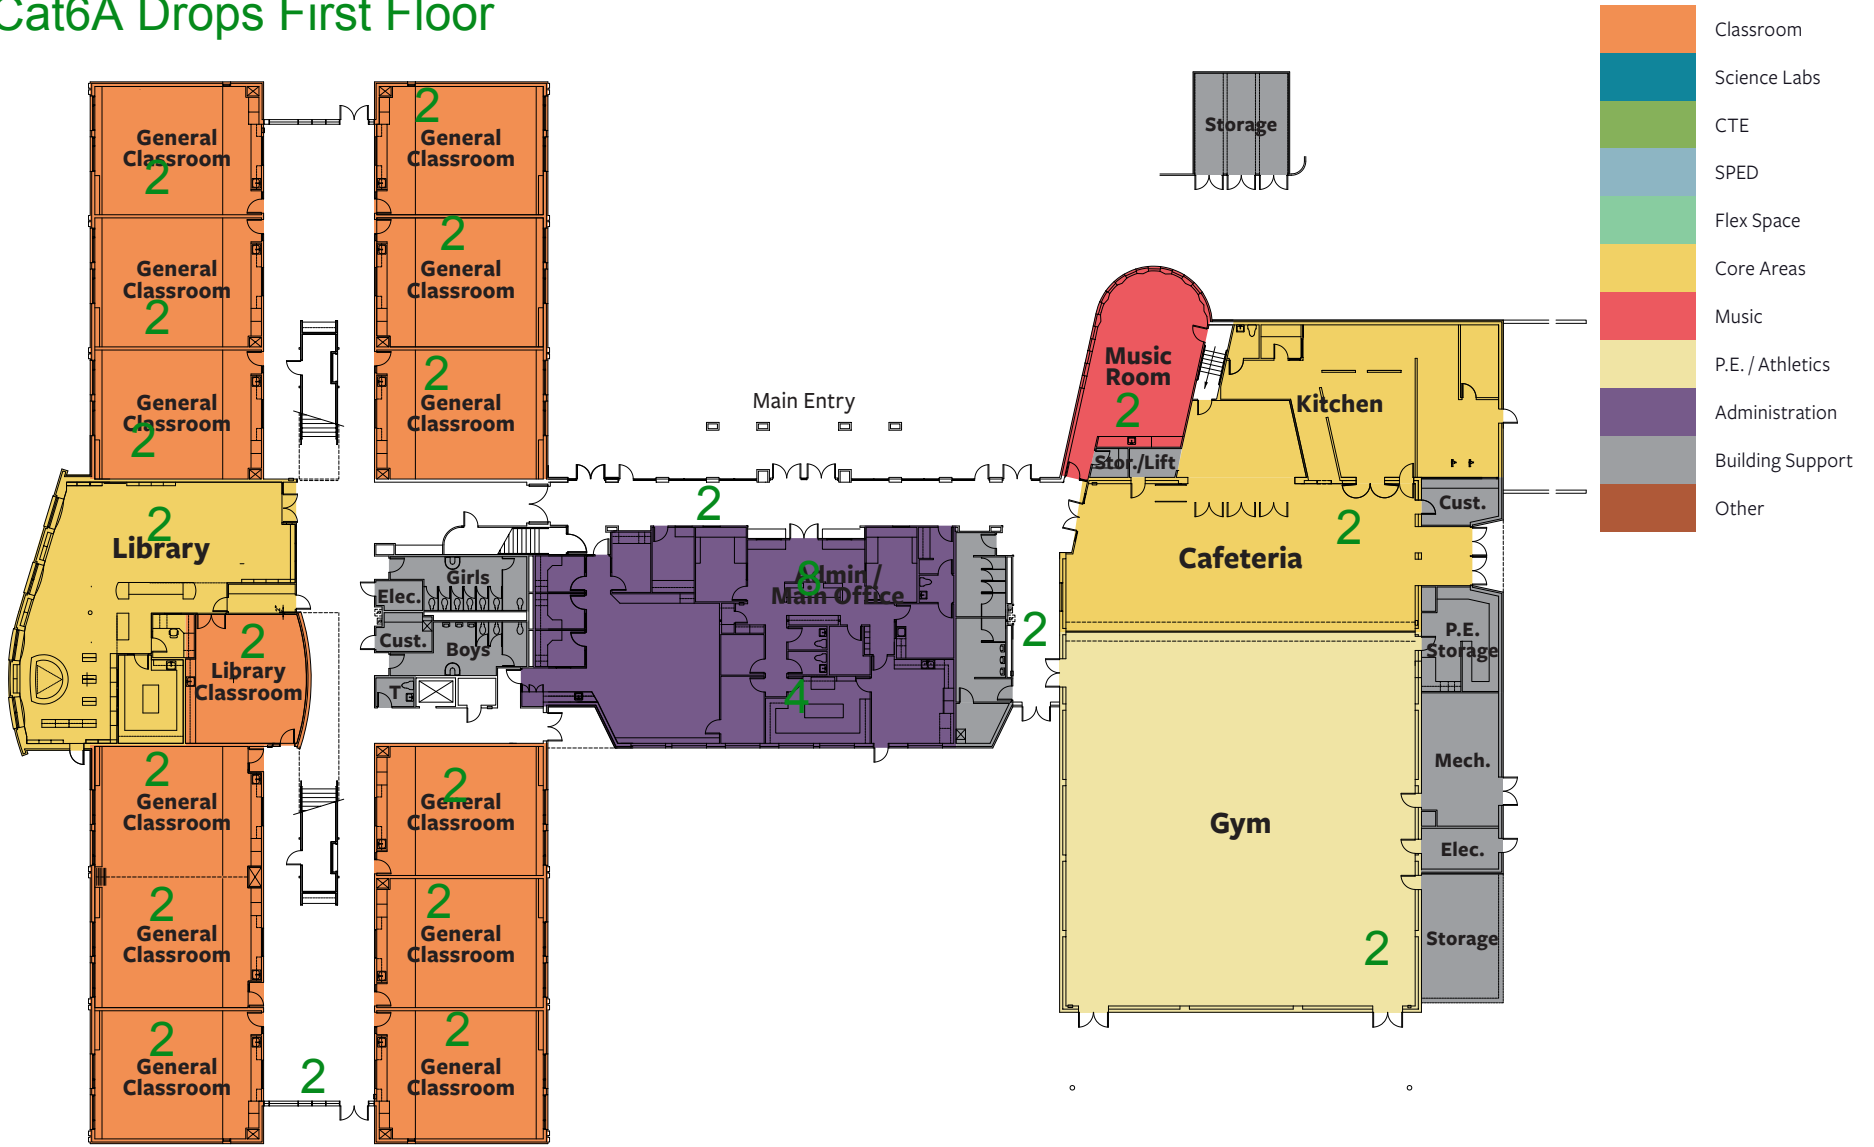 Cat6A Drops First Floor
Classroom
Science Labs
CTE
SPED
Flex Space
Core Areas
Music
P.E. / Athletics
Administration
Building Support
Other
Storage
General
Classroom
2
2
General
Classroom
General
Classroom
2
2
General
Classroom
General
Classroom
2
2
General
Classroom
Main Entry
Music
Room
2
Stor./Lift
Kitchen
Cust.
2
Library
2
2
Cafeteria
Girls
Elec.
Cust.
Boys
T
8
Admin /
Main Office
4
2
2
Library
Classroom
P.E.
Storage
Mech.
Elec.
Storage
Gym
2
2
General
Classroom
2
General
Classroom
2
General
Classroom
2
General
Classroom
2
General
Classroom
2
General
Classroom
2